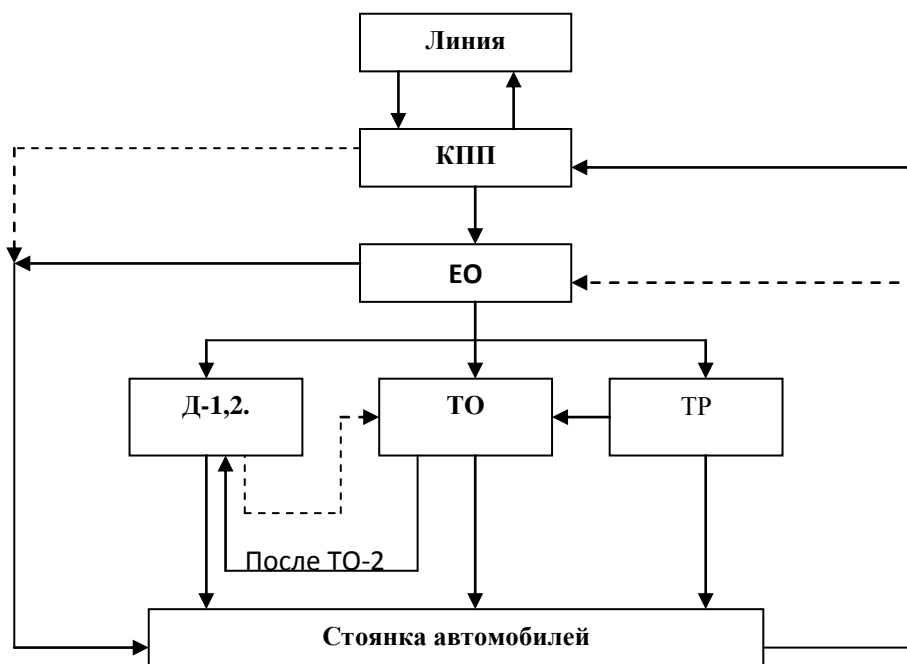 Линия
КПП
ЕО
Д-1,2.
ТО
ТР
После ТО-2
Стоянка автомобилей